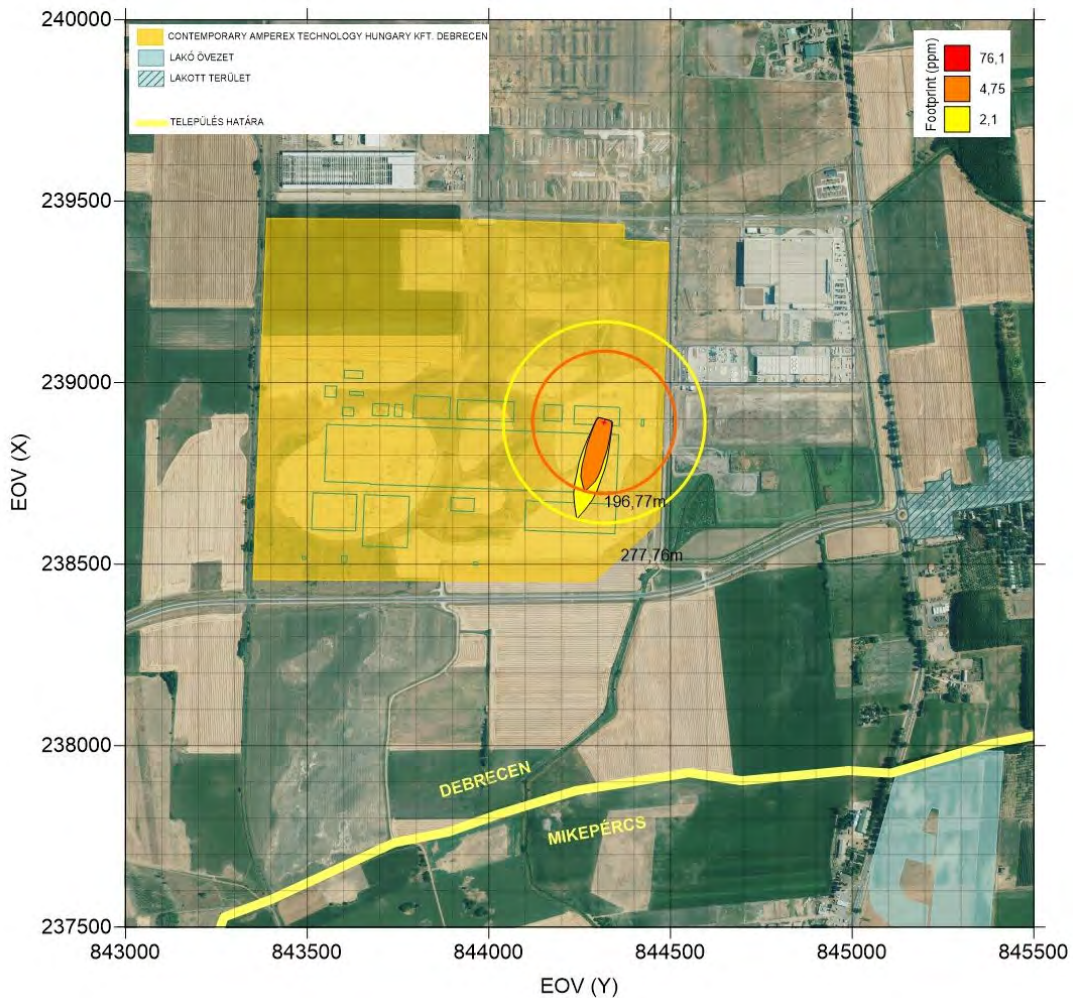 240000
CONTEMPORARY AMPEREX TECHNOLOGY HUNGARY KFT. DEBRECEN
LAKÓ ÖVEZET
LAKOTT TERÜLET
TELEPÜLÉS HATÁRA
Footprint (ppm)
76,1
4,75
2,1
239500
239000
196,77m
277,76m
238500
EOV (X)
238000
DEBRECEN
MIKEPÉRCS
237500
843000 843500 844000 844500 845000 845500
EOV (Y)